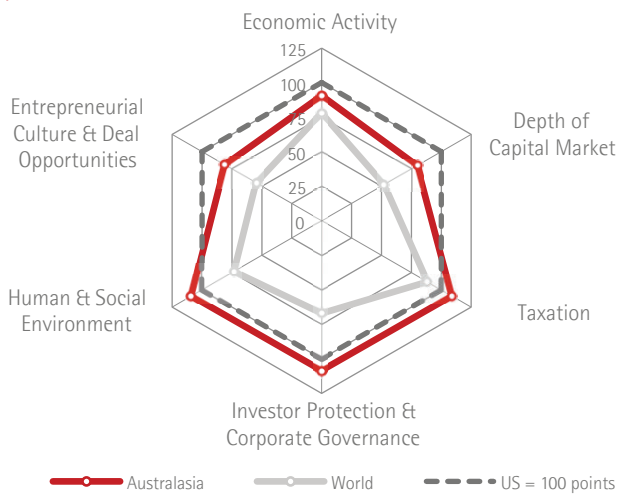 Economic Activity
125
100
75
50
25
0
Entrepreneurial
Culture & Deal
Opportunities
Depth of
Capital Market
Human & Social
Environment
Taxation
Investor Protection &
Corporate Governance
Australasia
World
US = 100 points